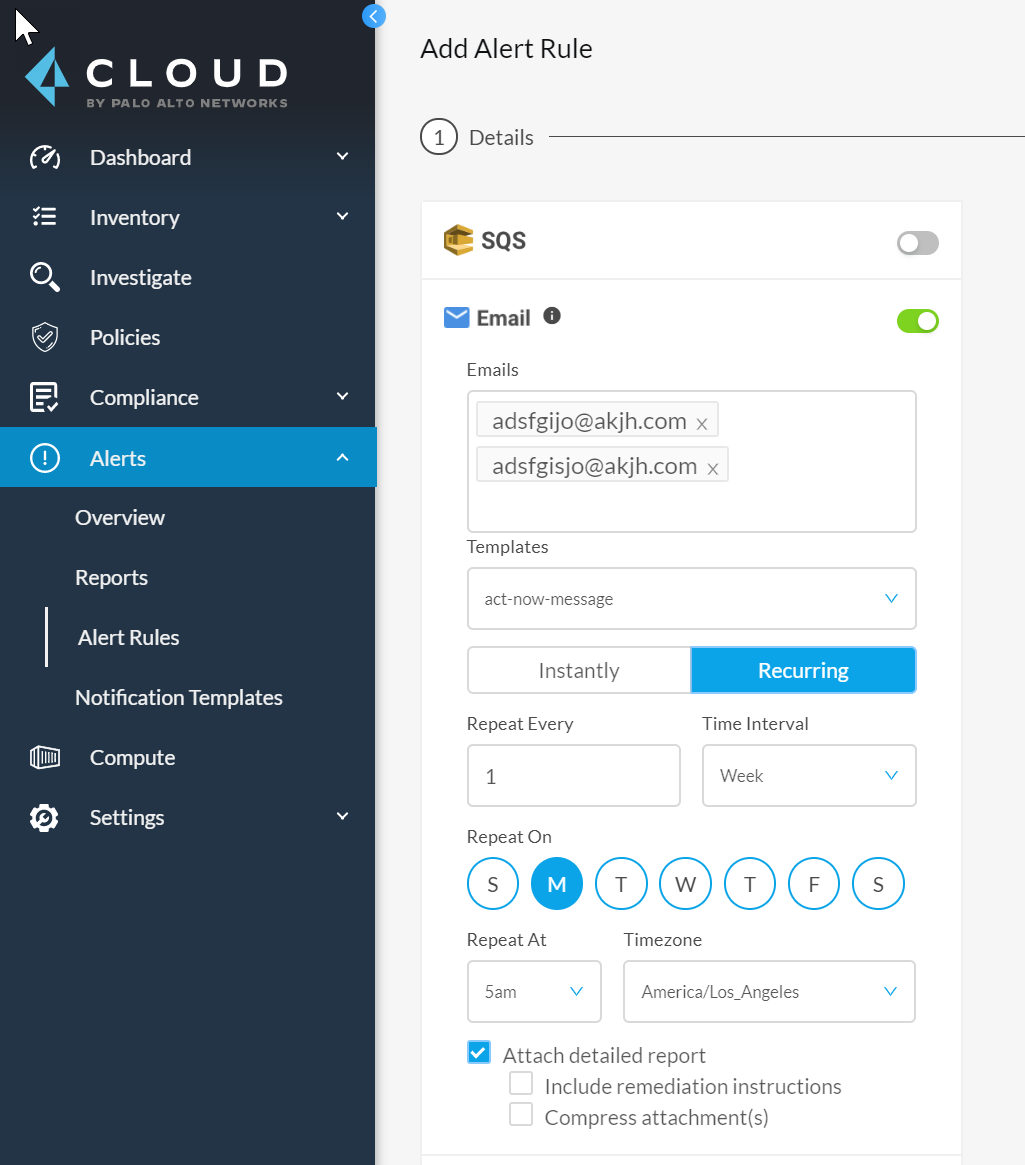 CLOUD
BY PALO ALTO NETWORKS
Dashboard
Inventory
Investigate
Policies
Compliance
Alerts
Overview
Reports
Alert Rules
Notification Templates
Compute
Settings
Add Alert Rule
1 Details
SQS
Email
Emails
adsfgijo@akjh.com x
adsfgisjo@akjh.com x
Templates
act-now-message
Instantly Recurring
Repeat Every Time Interval
1 Week
Repeat On
S M T W T F S
Repeat At Timezone
5am America/Los_Angeles
Attach detailed report
Include remediation instructions
Compress attachment(s)